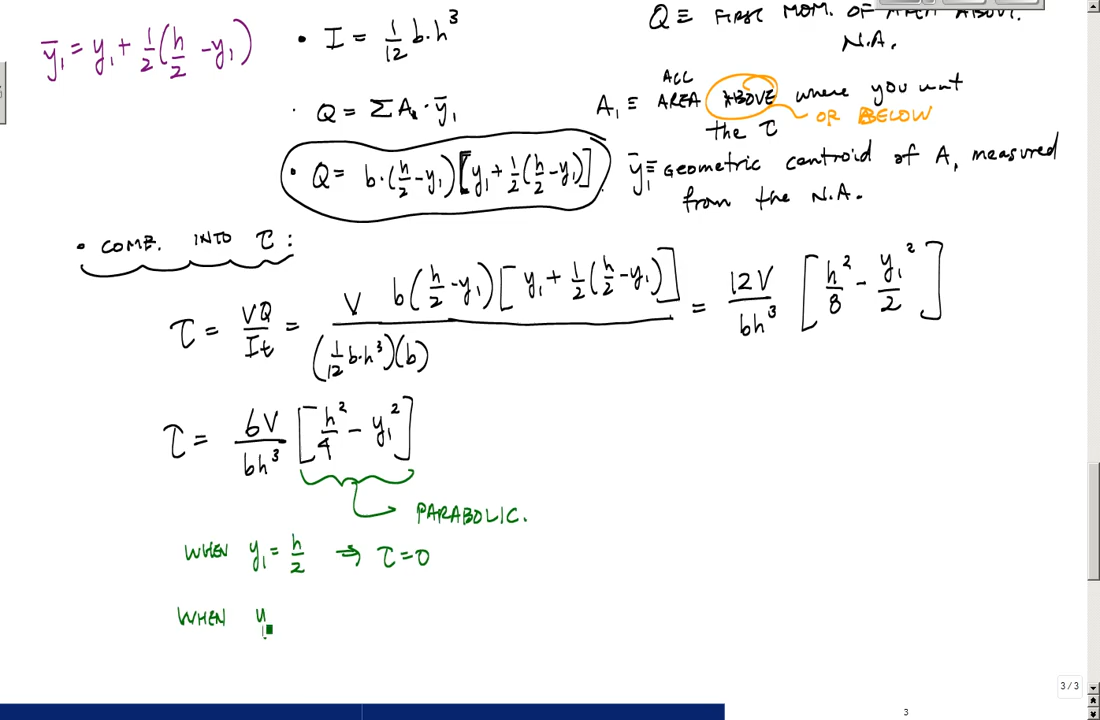 Q ≡ FIRST MOM. OF AREA ABOVE.
N.A.
ȳ₁ = y₁ + 1/2 (h/2 - y₁)
• I = 1/12 b·h³
• Q = ΣA₁·ȳ₁
A₁ ≡ ALL AREA ABOVE where you want
OR BELOW
the τ
• Q = b·(h/2 - y₁)[y₁ + 1/2 (h/2 - y₁)]
ȳ₁ ≡ geometric centroid of A, measured
from the N.A.
• COMB. INTO τ:
τ = VQ/It = V b(h/2 - y₁)[y₁ + 1/2 (h/2 - y₁)] / (1/12 b·h³)(b) = 12V/bh³ [h²/8 - y₁²/2]
τ = 6V/bh³ [h²/4 - y₁²]
PARABOLIC.
WHEN y₁ = h/2 ⇒ τ = 0
WHEN y₁
3/3
3